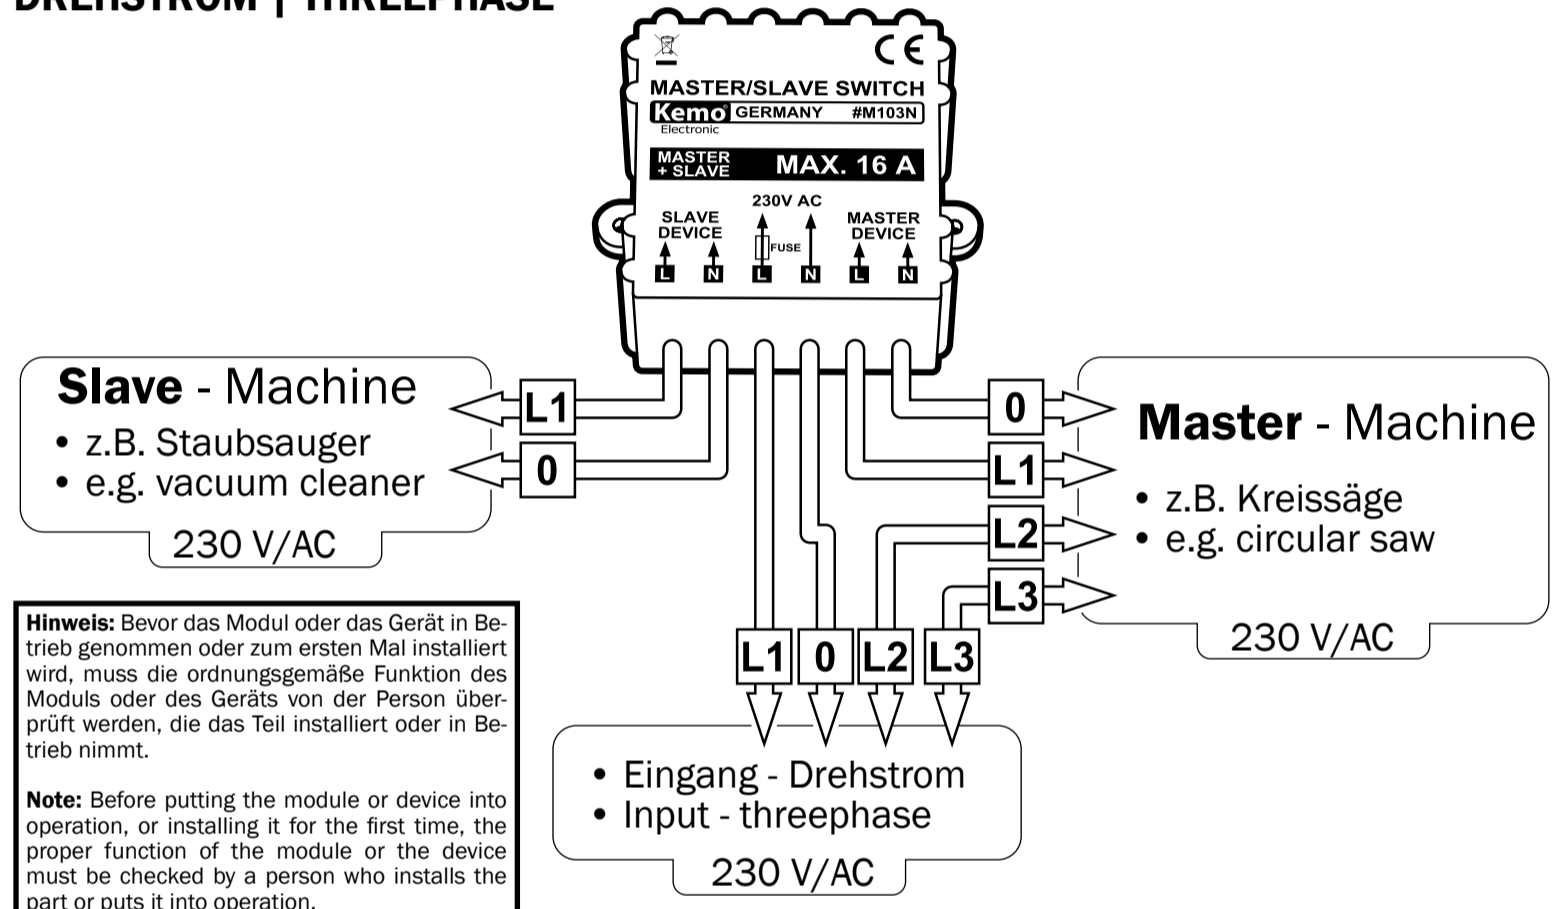 DREHSTROM | THREEPHASE
CE
MASTER/SLAVE SWITCH
Kemo GERMANY #M103N
Electronic
MASTER + SLAVE MAX. 16 A
230V AC
SLAVE DEVICE
MASTER DEVICE
FUSE
L N L N L N
Slave - Machine
• z.B. Staubsauger
• e.g. vacuum cleaner
230 V/AC
L1
0
0
L1
L2
L3
Master - Machine
• z.B. Kreissäge
• e.g. circular saw
230 V/AC
L1 0 L2 L3
• Eingang - Drehstrom
• Input - threephase
230 V/AC
Hinweis: Bevor das Modul oder das Gerät in Be-
trieb genommen oder zum ersten Mal installiert
wird, muss die ordnungsgemäße Funktion des
Moduls oder des Geräts von der Person über-
prüft werden, die das Teil installiert oder in Be-
trieb nimmt.
Note: Before putting the module or device into
operation, or installing it for the first time, the
proper function of the module or the device
must be checked by a person who installs the
part or puts it into operation.